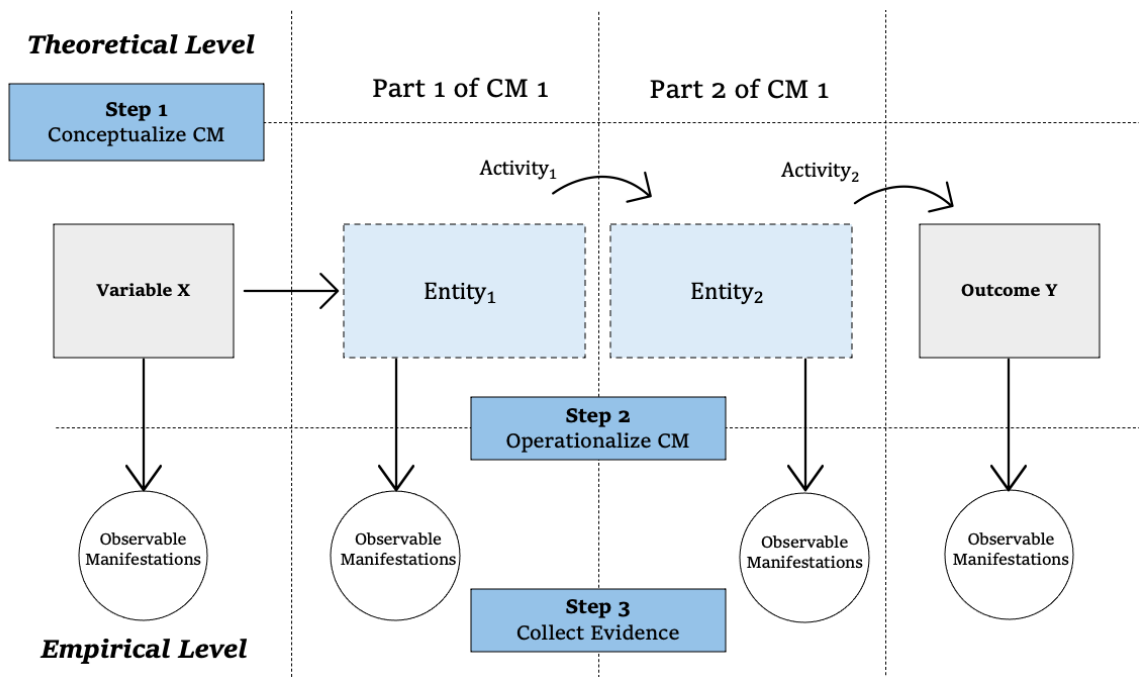 Theoretical Level
Step 1
Conceptualize CM
Part 1 of CM 1
Part 2 of CM 1
Activity₁
Activity₂
Variable X
Entity₁
Entity₂
Outcome Y
Step 2
Operationalize CM
Observable
Manifestations
Observable
Manifestations
Observable
Manifestations
Observable
Manifestations
Step 3
Collect Evidence
Empirical Level